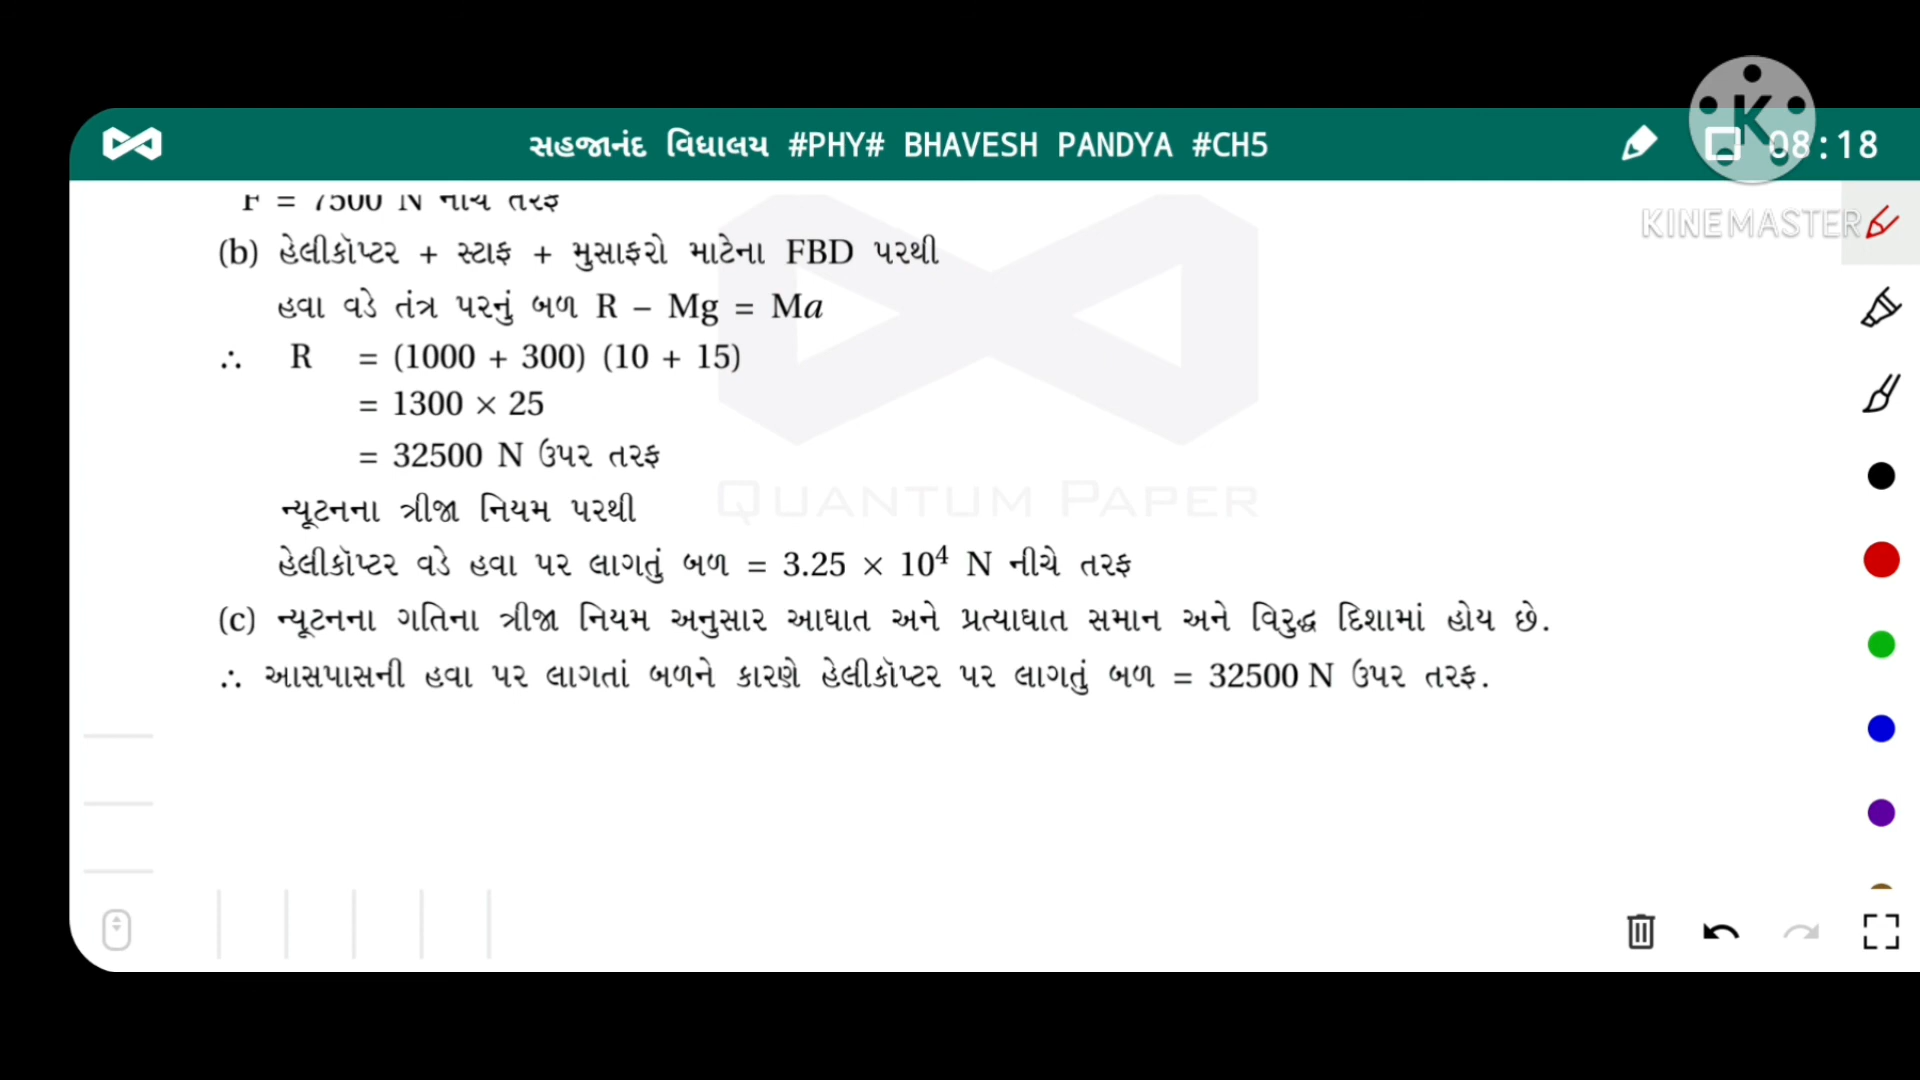 સહજાનંદ વિધાલય #PHY# BHAVESH PANDYA #CH5
08:18
KINEMASTER
F = 7500 N નીચે તરફ
(b) હેલીકૉપ્ટર + સ્ટાફ + મુસાફરો માટેના FBD પરથી
હવા વડે તંત્ર પરનું બળ R – Mg = Ma
∴ R = (1000 + 300) (10 + 15)
= 1300 × 25
= 32500 N ઉપર તરફ
ન્યૂટનના ત્રીજા નિયમ પરથી
QUANTUM PAPER
હેલીકૉપ્ટર વડે હવા પર લાગતું બળ = 3.25 × 10⁴ N નીચે તરફ
(c) ન્યૂટનના ગતિના ત્રીજા નિયમ અનુસાર આઘાત અને પ્રત્યાઘાત સમાન અને વિરુદ્ધ દિશામાં હોય છે.
∴ આસપાસની હવા પર લાગતાં બળને કારણે હેલીકૉપ્ટર પર લાગતું બળ = 32500 N ઉપર તરફ.